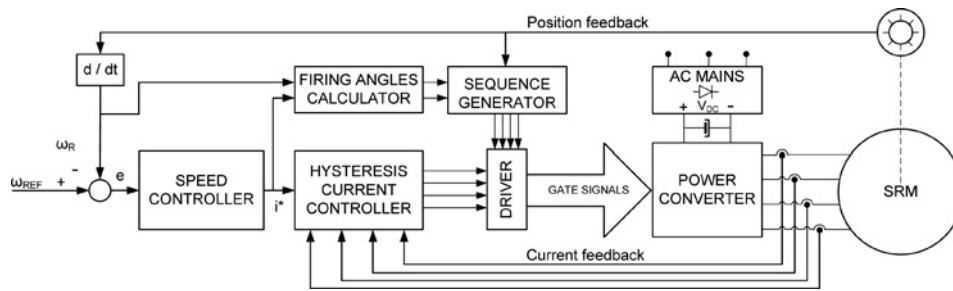 Position feedback
d / dt
FIRING ANGLES
CALCULATOR
SEQUENCE
GENERATOR
AC MAINS
+ V_DC -
ω_R
-
ω_REF
+
e
SPEED
CONTROLLER
i*
HYSTERESIS
CURRENT
CONTROLLER
DRIVER
GATE SIGNALS
POWER
CONVERTER
SRM
Current feedback